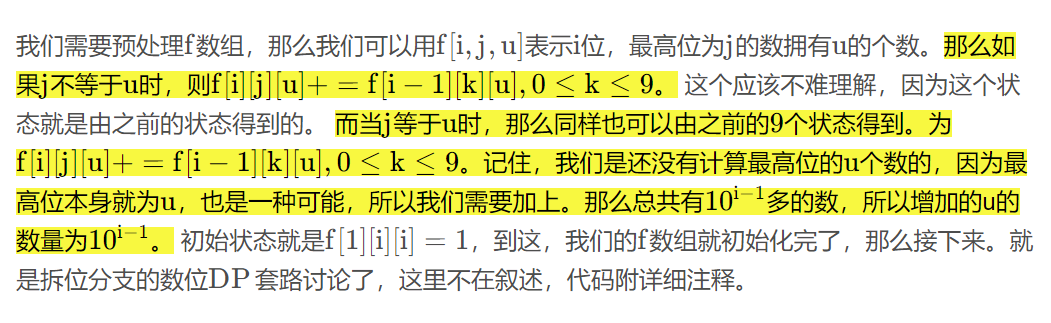 我们需要预处理f数组，那么我们可以用f[i,j,u]表示i位，最高位为j的数拥有u的个数。那么如
果j不等于u时，则f[i][j][u]+ = f[i − 1][k][u], 0 ≤ k ≤ 9。 这个应该不难理解，因为这个状
态就是由之前的状态得到的。 而当j等于u时，那么同样也可以由之前的9个状态得到。为
f[i][j][u]+ = f[i − 1][k][u], 0 ≤ k ≤ 9。记住，我们是还没有计算最高位的u个数的，因为最
高位本身就为u，也是一种可能，所以我们需要加上。那么总共有10^{i−1}多的数，所以增加的u的
数量为10^{i−1}。 初始状态就是f[1][i][i] = 1，到这，我们的f数组就初始化完了，那么接下来。就
是拆位分支的数位DP 套路讨论了，这里不在叙述，代码附详细注释。